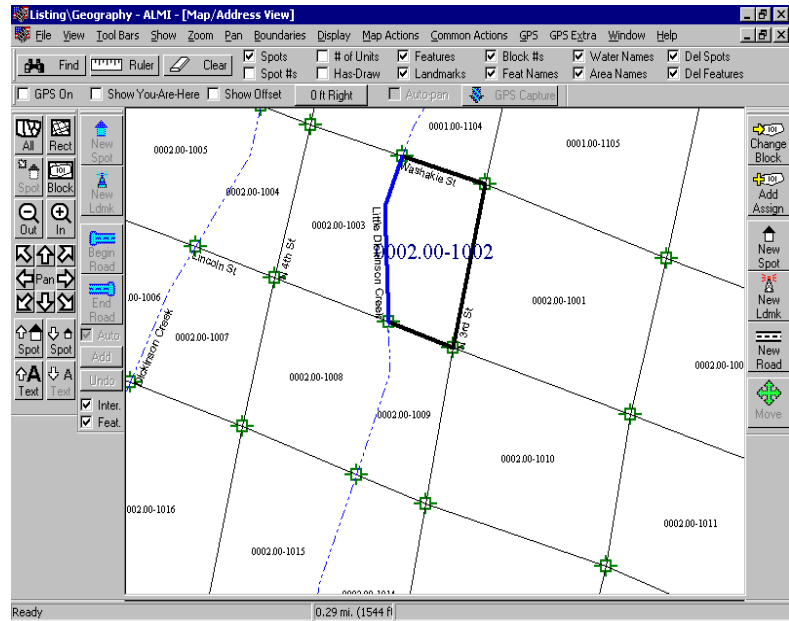 Listing\Geography - ALMI - [Map/Address View]
File View Tool Bars Show Zoom Pan Boundaries Display Map Actions Common Actions GPS GPS Extra Window Help
Find Ruler Clear Spots # of Units Features Block #s Water Names Del Spots
Spot #s Has-Draw Landmarks Feat Names Area Names Del Features
GPS On Show You-Are-Here Show Offset 0 ft Right Auto-pan GPS Capture
All Rect
Spot Block
Out In
Pan
Spot Spot
Text Text
New Spot
New Ldmk
Begin Road
End Road
Auto
Add
Undo
Inter.
Feat.
0001.00-1104
0001.00-1105
0002.00-1005
Washakia St
0002.00-1004
0002.00-1003
Little Dickinson Creek
0002.00-1002
Lincoln St
N 4th St
0002.00-1001
.00-1006
Dickinson Creek
0002.00-1007
N 3rd St
0002.00-100
0002.00-1008
0002.00-1009
0002.00-1010
002.00-1016
0002.00-1011
0002.00-1015
0002.00-1014
Change Block
Add Assign
New Spot
New Ldmk
New Road
Move
Ready 0.29 mi. (1544 ft